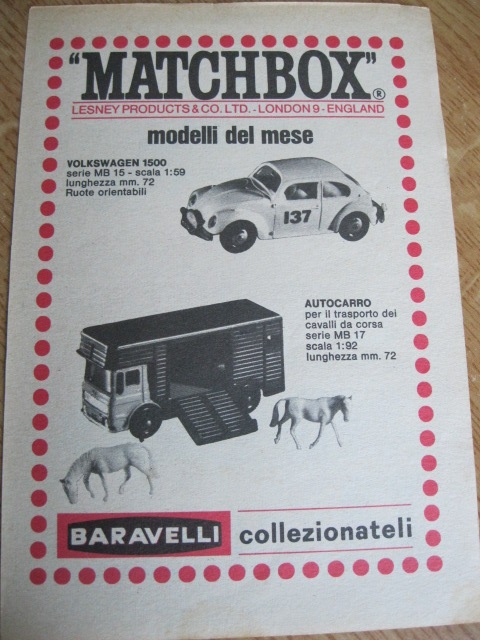 "MATCHBOX"®
LESNEY PRODUCTS & CO. LTD. - LONDON 9 - ENGLAND
modelli del mese
VOLKSWAGEN 1500
serie MB 15 - scala 1:59
lunghezza mm. 72
Ruote orientabili
137
AUTOCARRO
per il trasporto dei
cavalli da corsa
serie MB 17
scala 1:92
lunghezza mm. 72
BARAVELLI
collezionateli